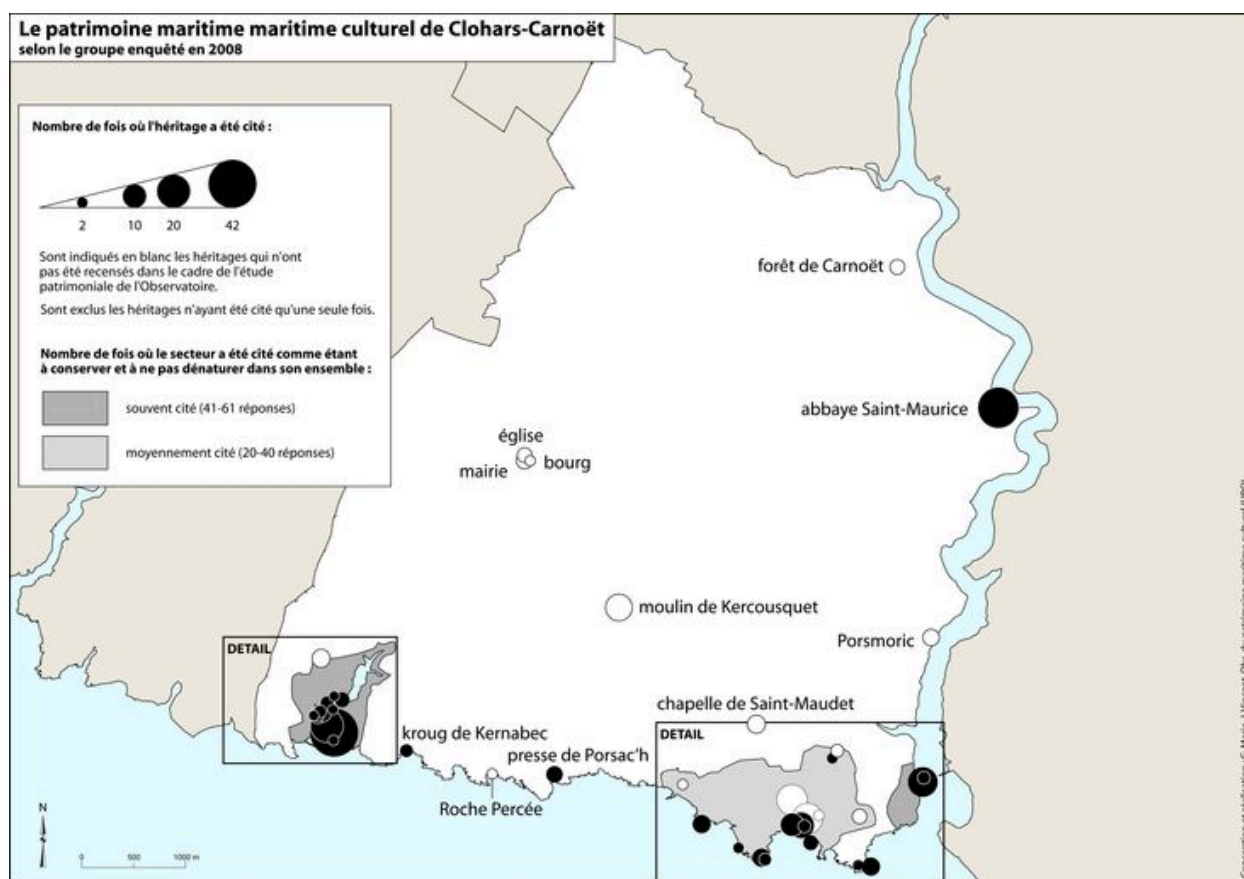 Le patrimoine maritime maritime culturel de Clohars-Carnoët
selon le groupe enquêté en 2008
Nombre de fois où l'héritage a été cité :
2 10 20 42
Sont indiqués en blanc les héritages qui n'ont
pas été recensés dans le cadre de l'étude
patrimoniale de l'Observatoire.
Sont exclus les héritages n'ayant été cité qu'une seule fois.
Nombre de fois où le secteur a été cité comme étant
à conserver et à ne pas dénaturer dans son ensemble :
souvent cité (41-61 réponses)
moyennement cité (20-40 réponses)
forêt de Carnoët
abbaye Saint-Maurice
église
mairie
bourg
moulin de Kercousquet
Porsmoric
DETAIL
chapelle de Saint-Maudet
DETAIL
kroug de Kernabec
presse de Porsac'h
Roche Percée
N
0 500 1000 m